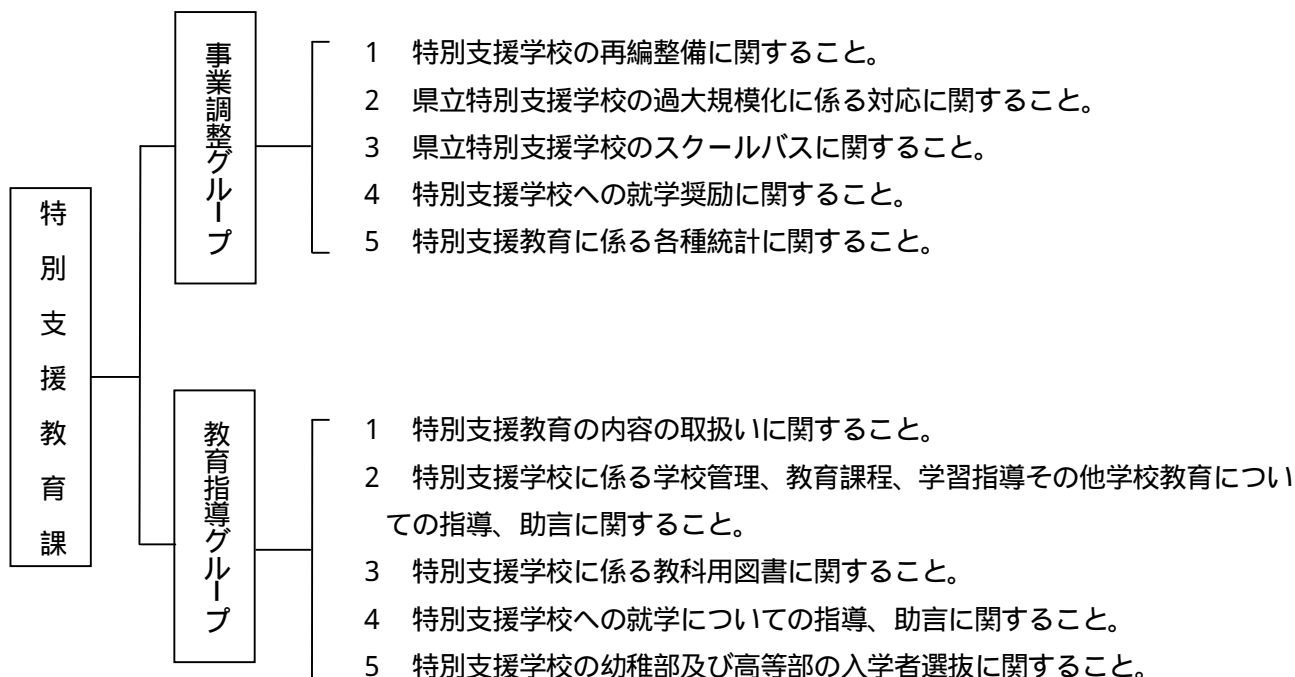 特別支援教育課
事業調整グループ
1 特別支援学校の再編整備に関すること。
2 県立特別支援学校の過大規模化に係る対応に関すること。
3 県立特別支援学校のスクールバスに関すること。
4 特別支援学校への就学奨励に関すること。
5 特別支援教育に係る各種統計に関すること。
教育指導グループ
1 特別支援教育の内容の取扱いに関すること。
2 特別支援学校に係る学校管理、教育課程、学習指導その他学校教育につい
ての指導、助言に関すること。
3 特別支援学校に係る教科用図書に関すること。
4 特別支援学校への就学についての指導、助言に関すること。
5 特別支援学校の幼稚部及び高等部の入学者選抜に関すること。